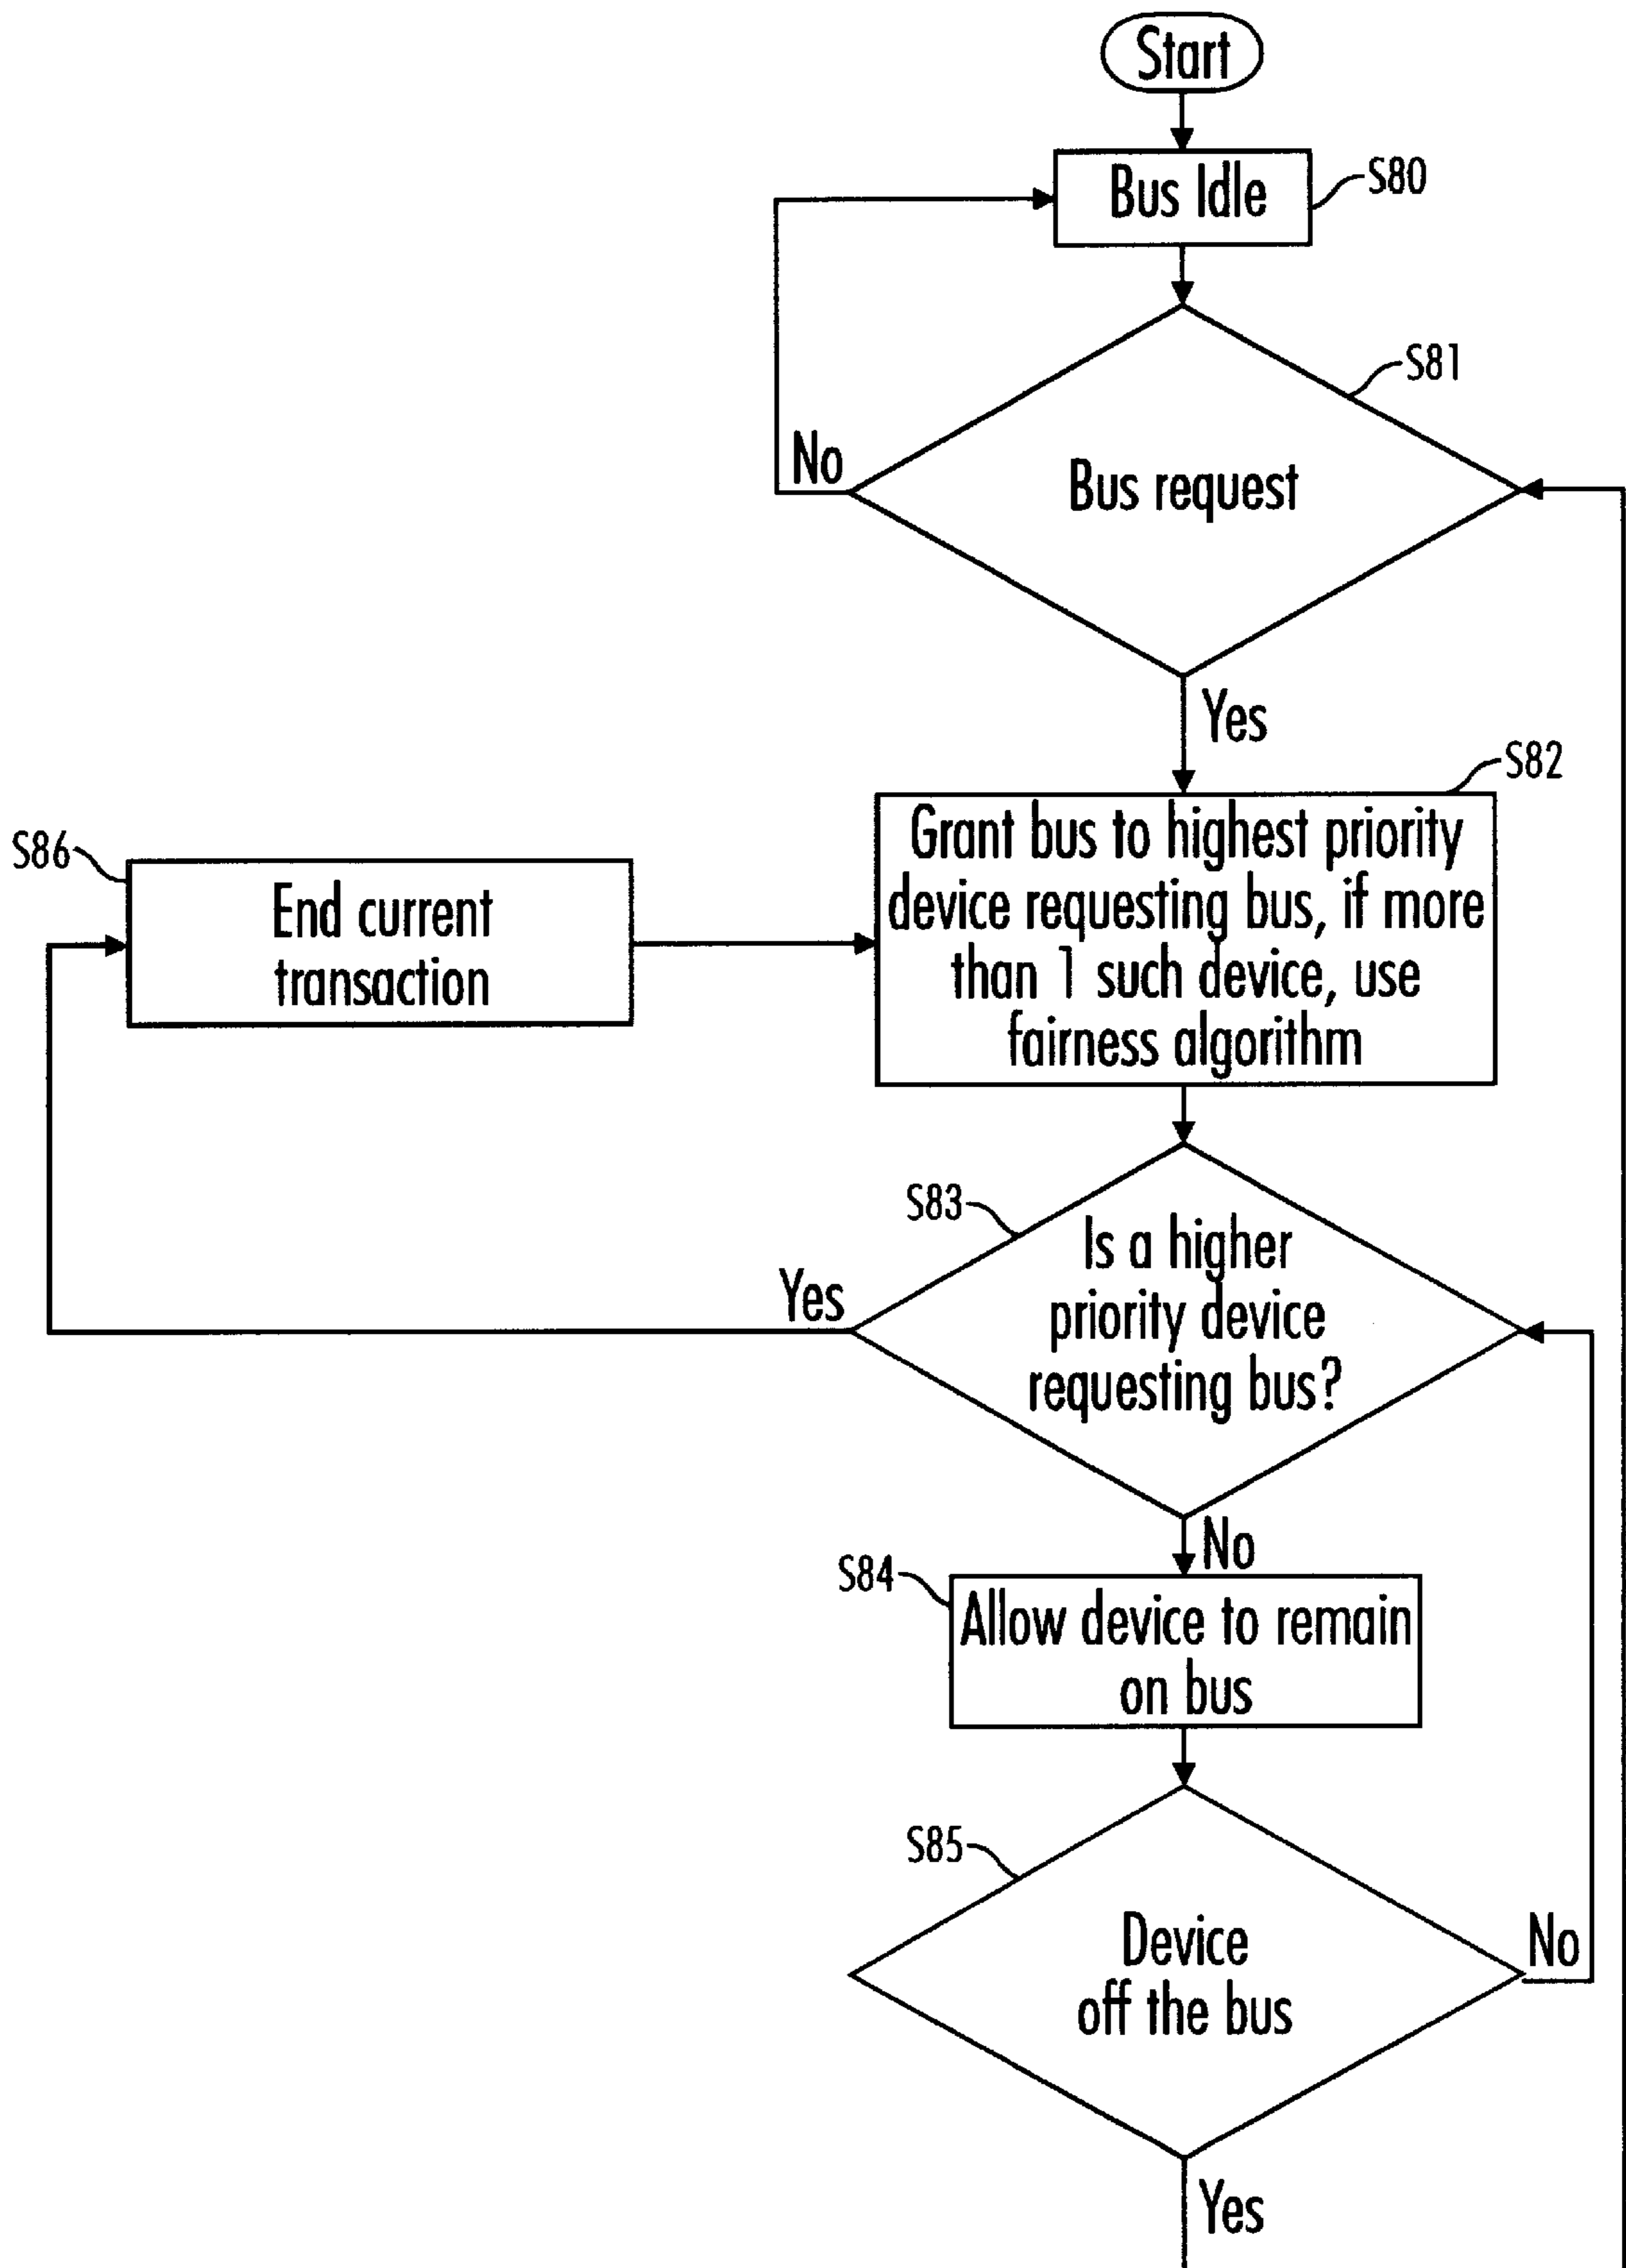 Start
Bus Idle
S80
S81
No
Bus request
Yes
S82
Grant bus to highest priority
device requesting bus, if more
than 1 such device, use
fairness algorithm
S86
End current
transaction
S83
Is a higher
priority device
requesting bus?
Yes
No
S84
Allow device to remain
on bus
S85
Device
off the bus
No
Yes